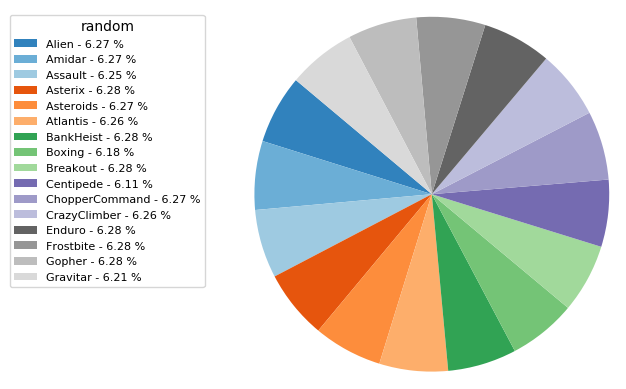 random
Alien - 6.27 %
Amidar - 6.27 %
Assault - 6.25 %
Asterix - 6.28 %
Asteroids - 6.27 %
Atlantis - 6.26 %
BankHeist - 6.28 %
Boxing - 6.18 %
Breakout - 6.28 %
Centipede - 6.11 %
ChopperCommand - 6.27 %
CrazyClimber - 6.26 %
Enduro - 6.28 %
Frostbite - 6.28 %
Gopher - 6.28 %
Gravitar - 6.21 %